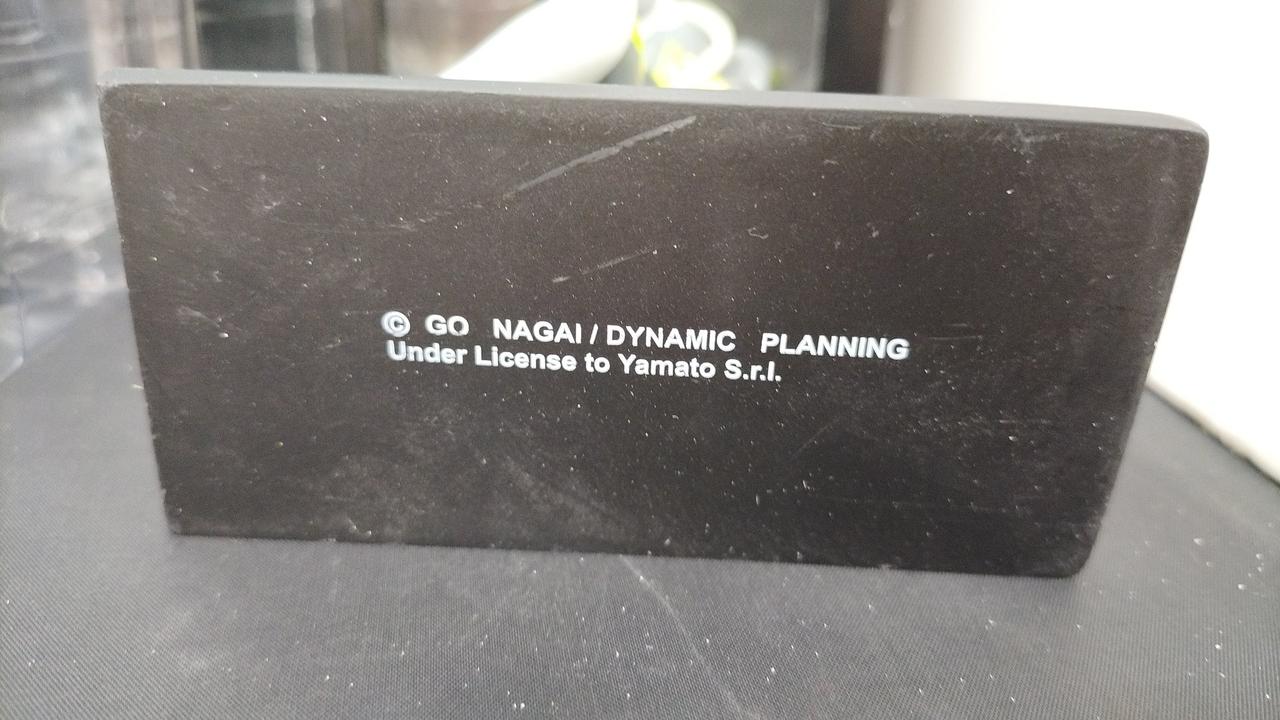 © GO NAGAI / DYNAMIC PLANNING
Under License to Yamato S.r.l.